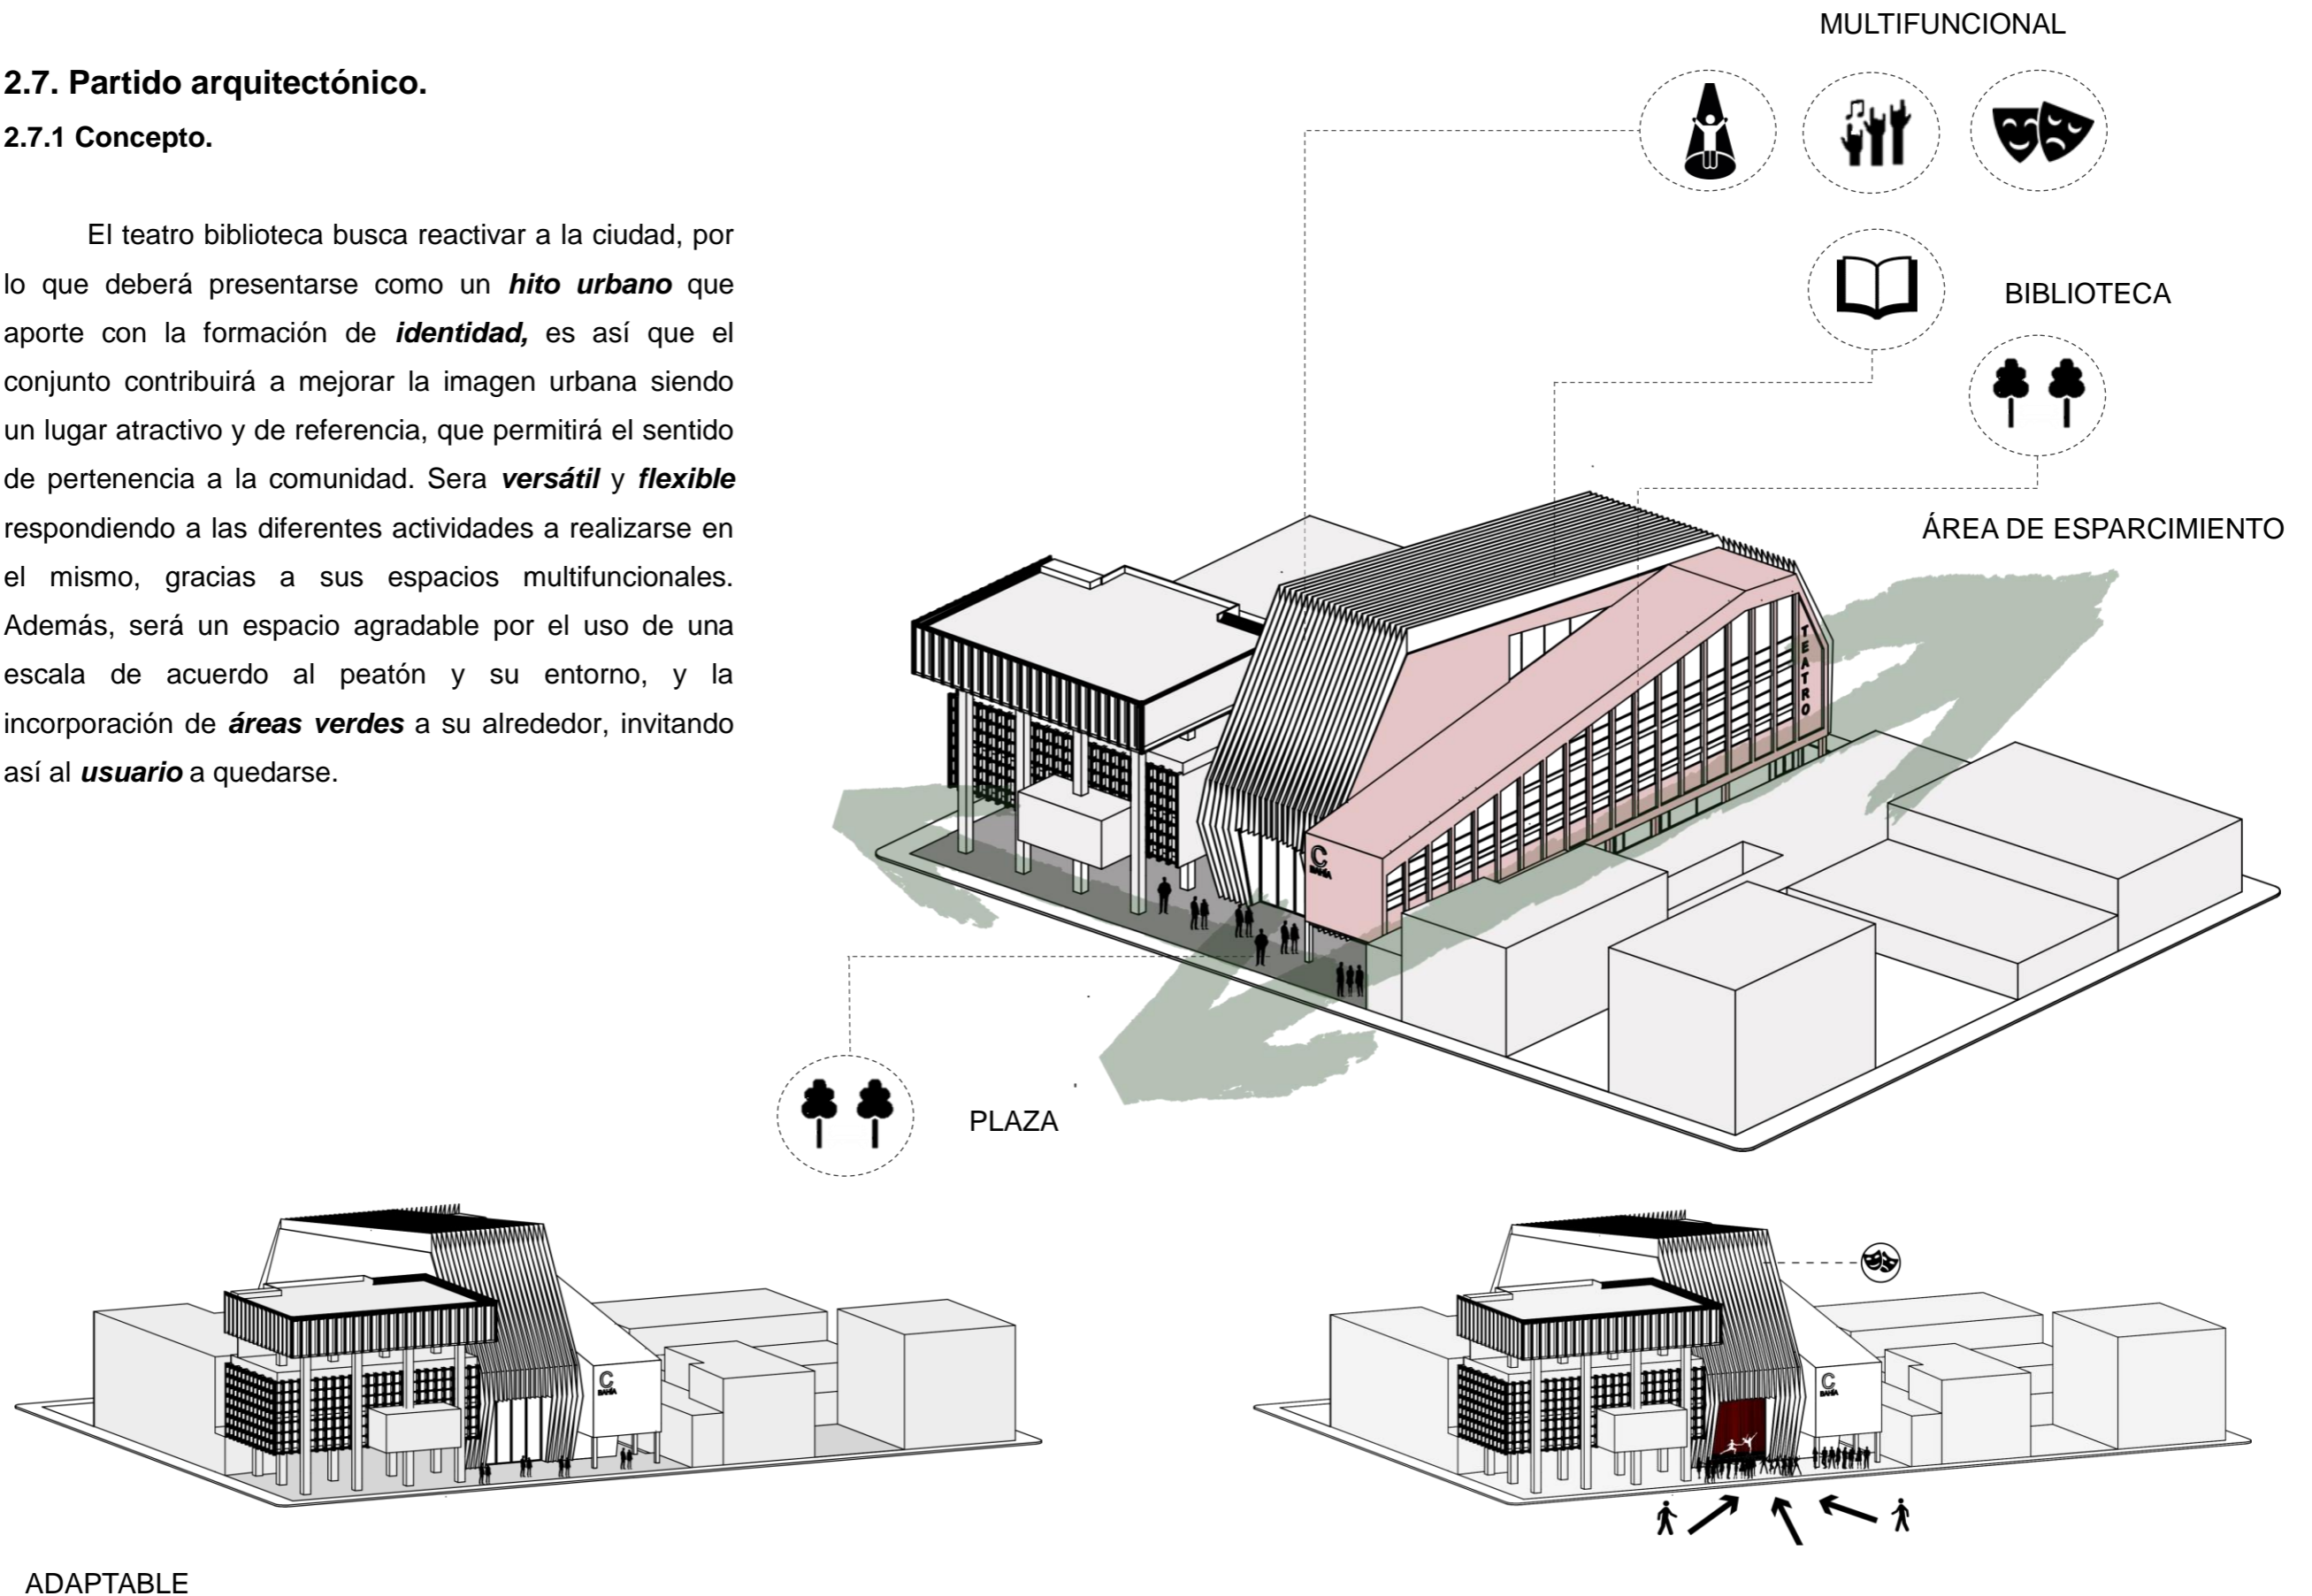 2.7. Partido arquitectónico.
2.7.1 Concepto.
El teatro biblioteca busca reactivar a la ciudad, por
lo que deberá presentarse como un hito urbano que
aporte con la formación de identidad, es así que el
conjunto contribuirá a mejorar la imagen urbana siendo
un lugar atractivo y de referencia, que permitirá el sentido
de pertenencia a la comunidad. Sera versátil y flexible
respondiendo a las diferentes actividades a realizarse en
el mismo, gracias a sus espacios multifuncionales.
Además, será un espacio agradable por el uso de una
escala de acuerdo al peatón y su entorno, y la
incorporación de áreas verdes a su alrededor, invitando
así al usuario a quedarse.
MULTIFUNCIONAL
BIBLIOTECA
ÁREA DE ESPARCIMIENTO
TEATRO
C
BAHÍA
PLAZA
C
BAHÍA
C
BAHÍA
ADAPTABLE